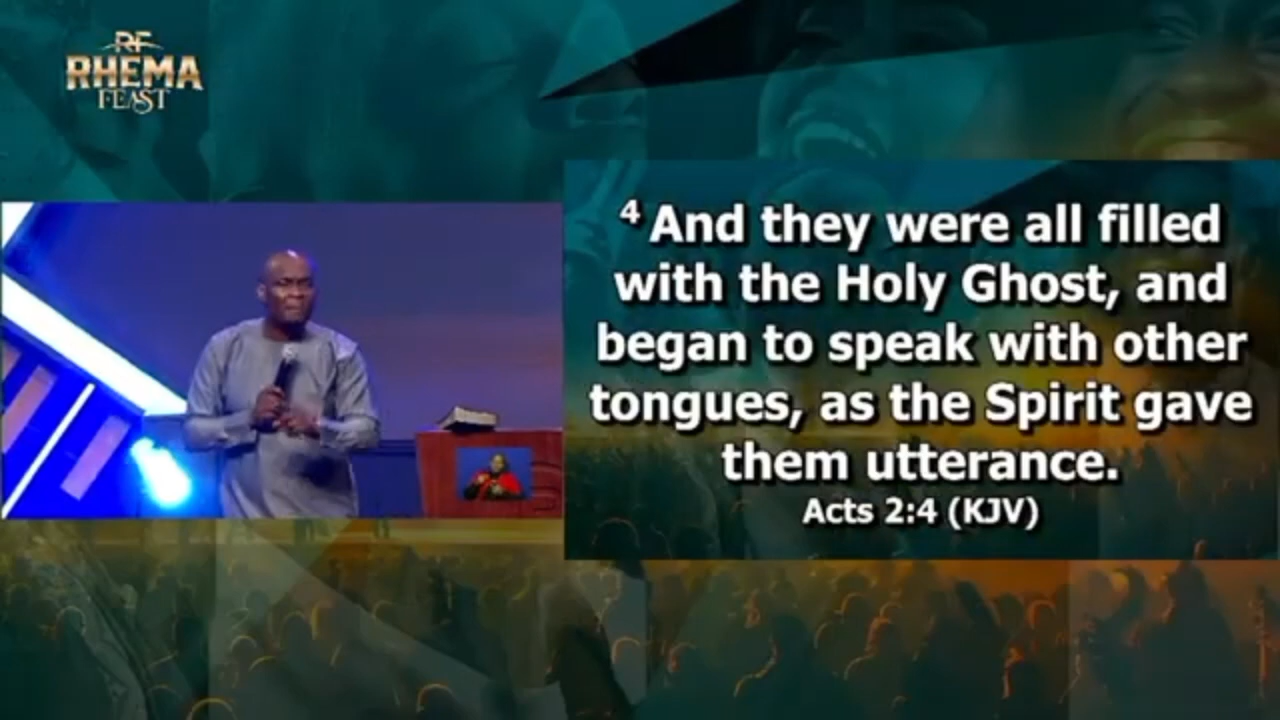 RF
RHEMA
FEAST
4 And they were all filled
with the Holy Ghost, and
began to speak with other
tongues, as the Spirit gave
them utterance.
Acts 2:4 (KJV)